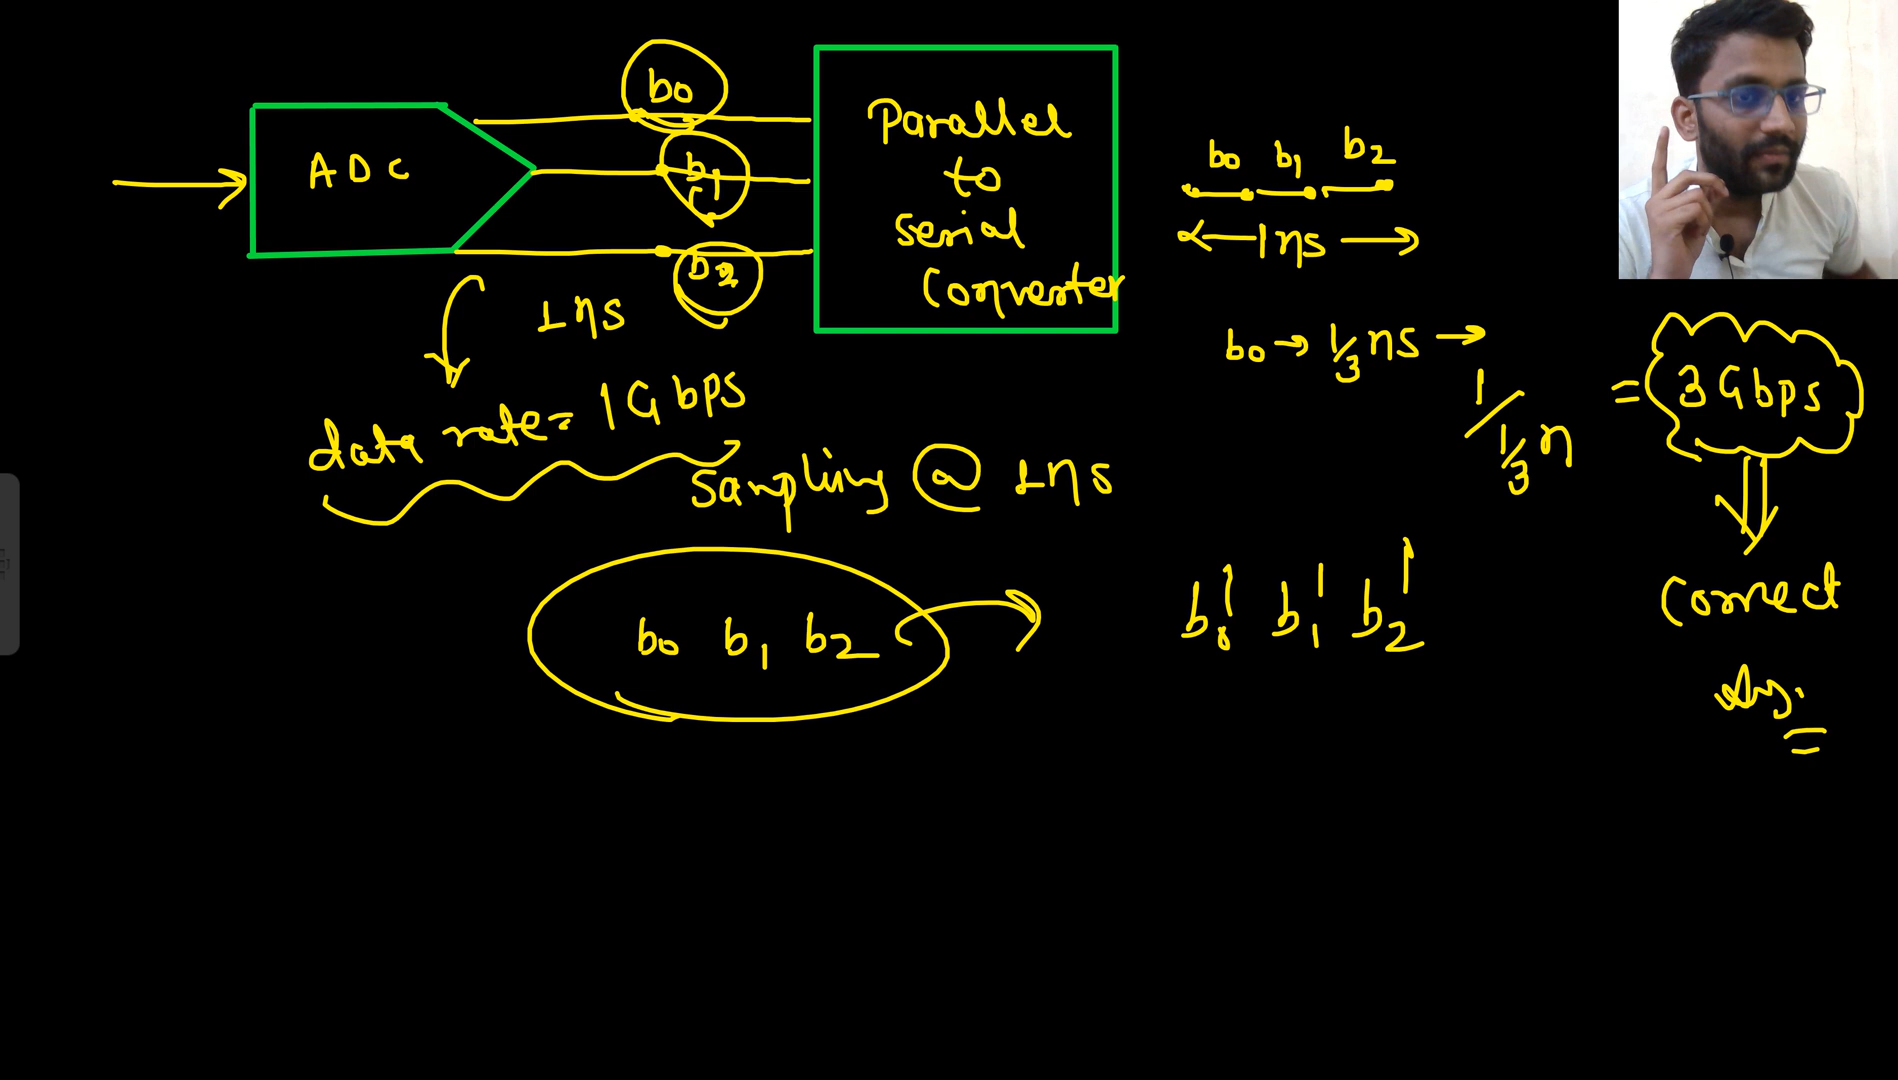 b0
ADC
b1
b2
Parallel
to
serial
Converter
b0 b1 b2
1ns
1ns
b0 → 1/3 ns →
1/1/3 n
= 3Gbps
data rate = 1Gbps
Sampling @ 1ns
b0 b1 b2
b0' b1' b2'
Correct
Ans.